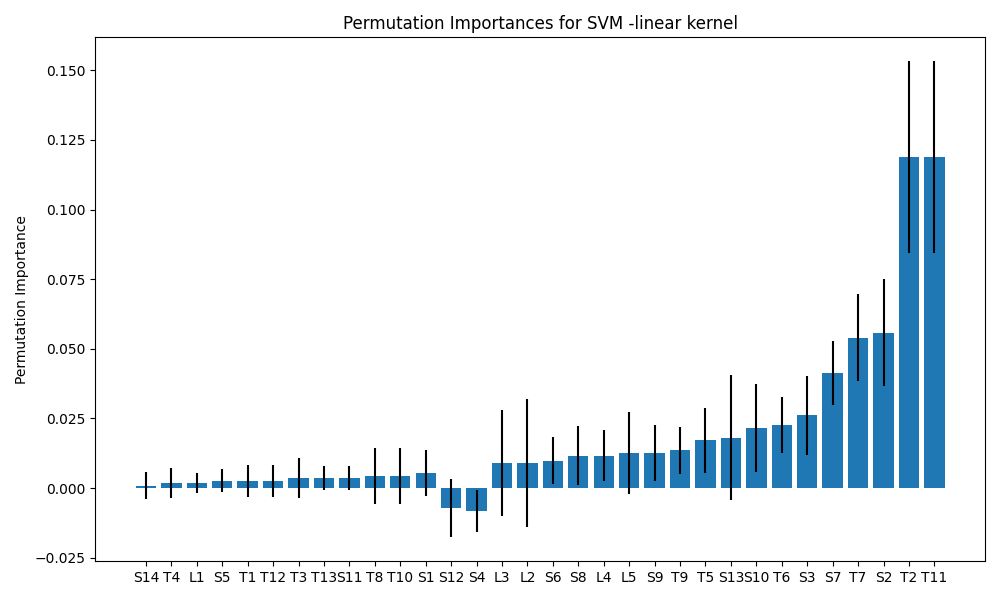 Permutation Importances for SVM -linear kernel
Permutation Importance
0.150
0.125
0.100
0.075
0.050
0.025
0.000
−0.025
S14 T4 L1 S5 T1 T12 T3 T13 S11 T8 T10 S1 S12 S4 L3 L2 S6 S8 L4 L5 S9 T9 T5 S13 S10 T6 S3 S7 T7 S2 T2 T11